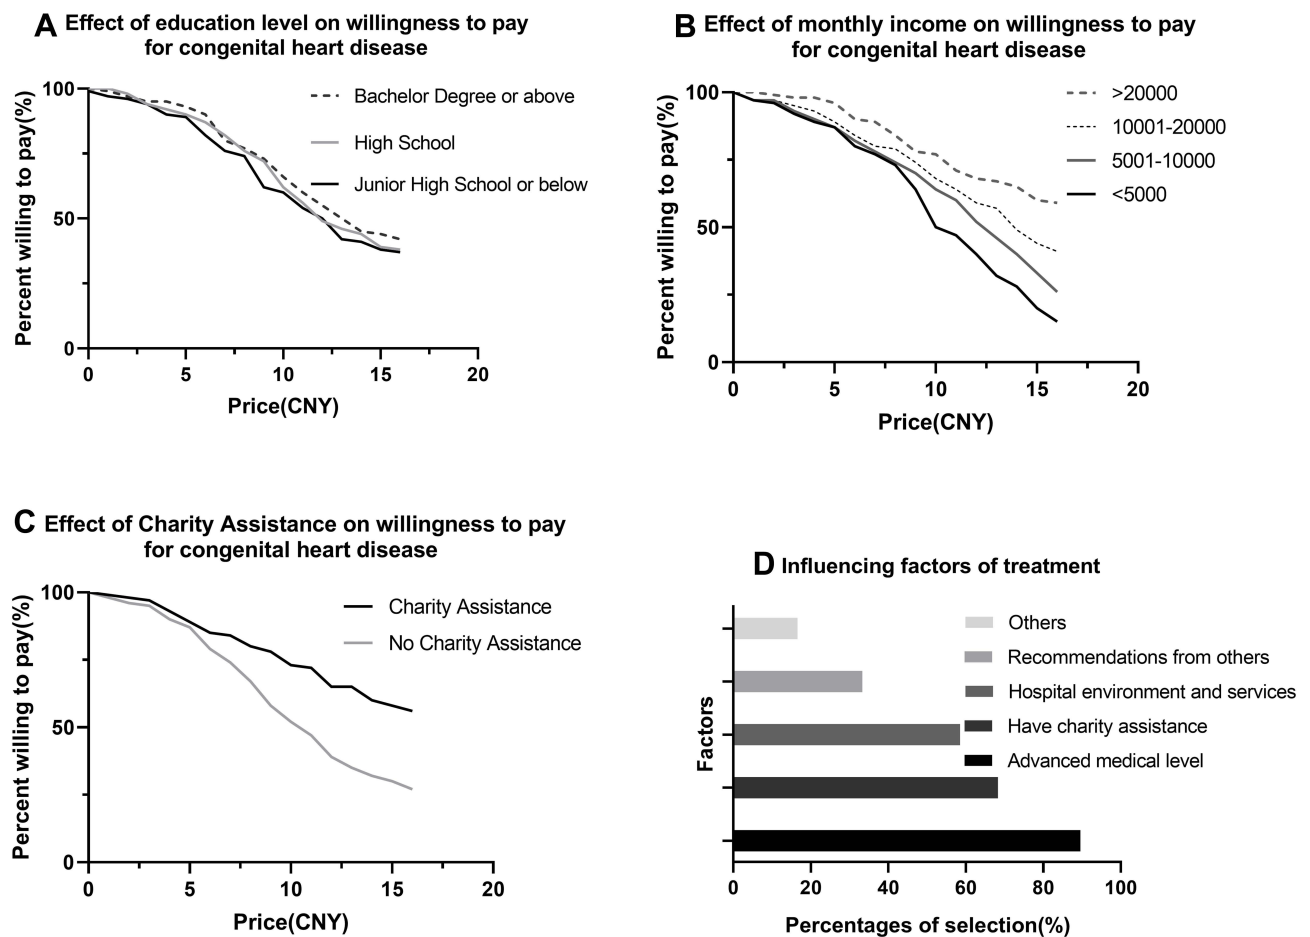 A Effect of education level on willingness to pay
for congenital heart disease
Percent willing to pay(%)
100
50
0
0 5 10 15 20
Price(CNY)
Bachelor Degree or above
High School
Junior High School or below
B Effect of monthly income on willingness to pay
for congenital heart disease
Percent willing to pay(%)
100
50
0
0 5 10 15 20
Price(CNY)
>20000
10001-20000
5001-10000
<5000
C Effect of Charity Assistance on willingness to pay
for congenital heart disease
Percent willing to pay(%)
100
50
0
0 5 10 15 20
Price(CNY)
Charity Assistance
No Charity Assistance
D Influencing factors of treatment
Factors
Others
Recommendations from others
Hospital environment and services
Have charity assistance
Advanced medical level
0 20 40 60 80 100
Percentages of selection(%)